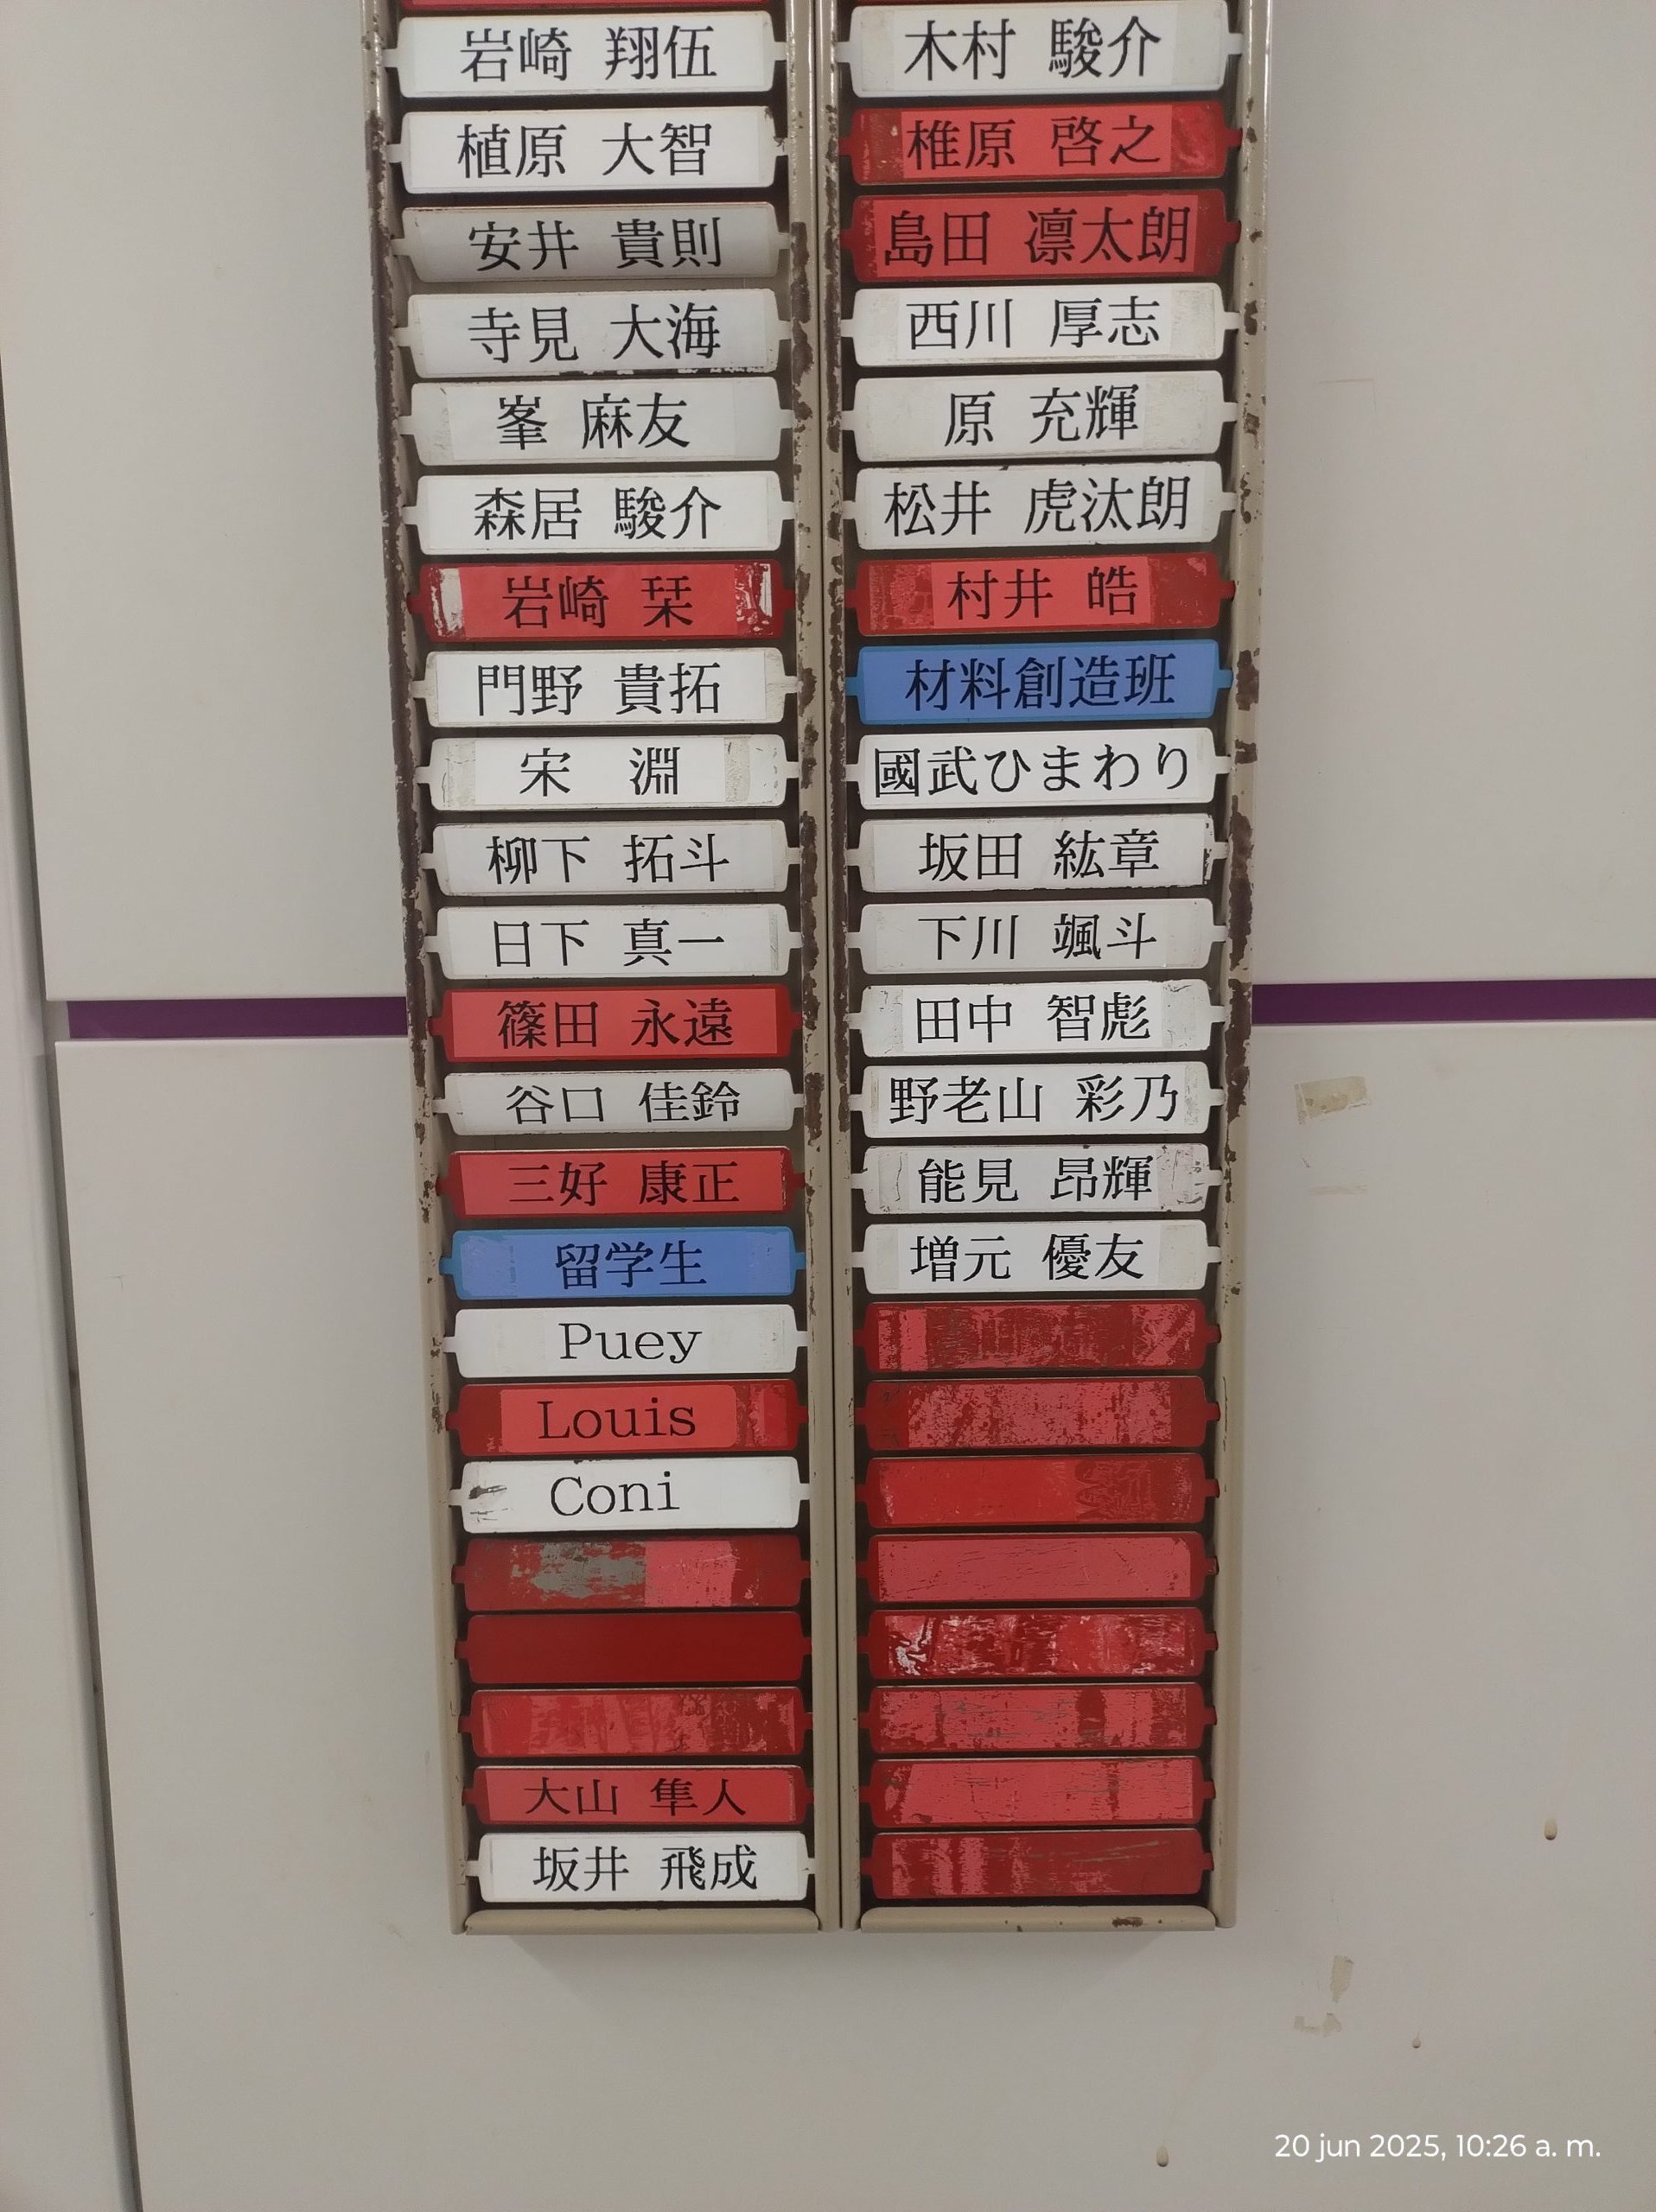 岩崎 翔伍
植原 大智
安井 貴則
寺見 大海
峯 麻友
森居 駿介
岩崎 栞
門野 貴拓
宋 淵
柳下 拓斗
日下 真一
篠田 永遠
谷口 佳鈴
三好 康正
留学生
Puey
Louis
Coni
大山 隼人
坂井 飛成
木村 駿介
椎原 啓之
島田 凛太朗
西川 厚志
原 充輝
松井 虎汰朗
村井 皓
材料創造班
國武ひまわり
坂田 紘章
下川 颯斗
田中 智彪
野老山 彩乃
能見 昂輝
増元 優友
20 jun 2025, 10:26 a. m.